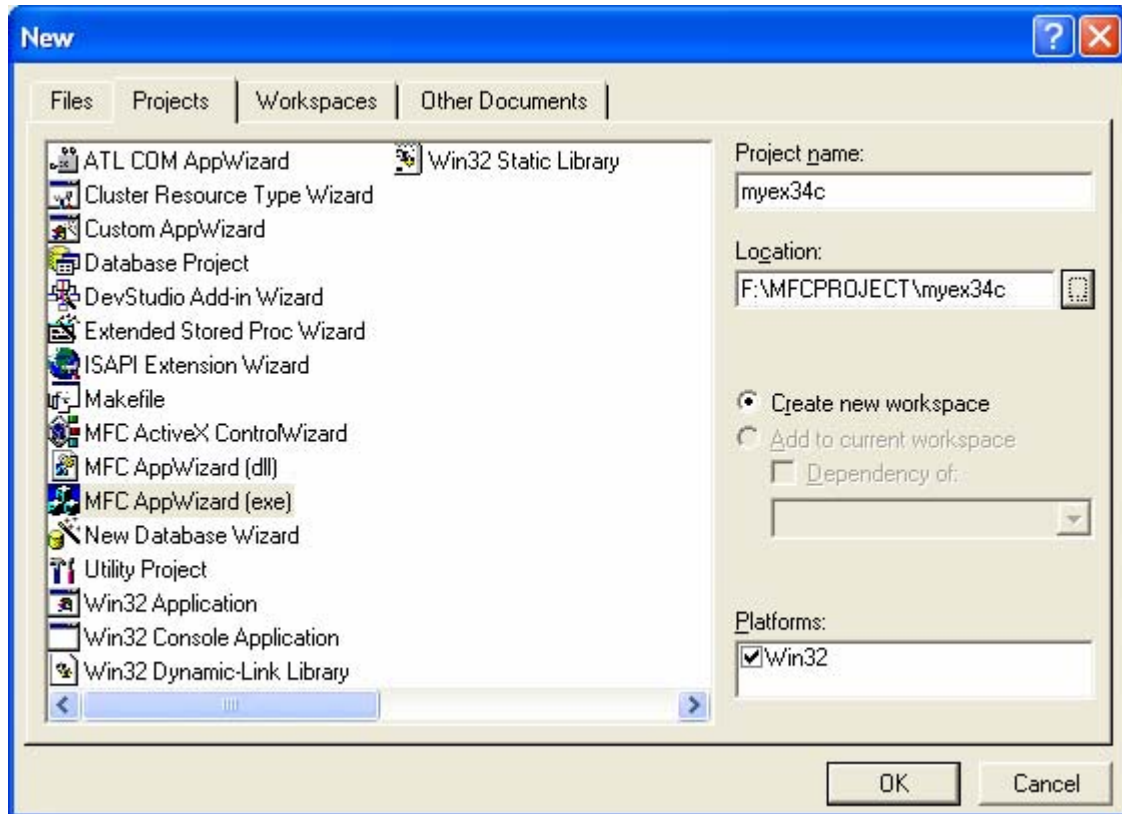 New
Files
Projects
Workspaces
Other Documents
ATL COM AppWizard
Cluster Resource Type Wizard
Custom AppWizard
Database Project
DevStudio Add-in Wizard
Extended Stored Proc Wizard
ISAPI Extension Wizard
Makefile
MFC ActiveX ControlWizard
MFC AppWizard (dll)
MFC AppWizard (exe)
New Database Wizard
Utility Project
Win32 Application
Win32 Console Application
Win32 Dynamic-Link Library
Win32 Static Library
Project name:
myex34c
Location:
F:\MFCPROJECT\myex34c
Create new workspace
Add to current workspace
Dependency of:
Platforms:
Win32
OK
Cancel